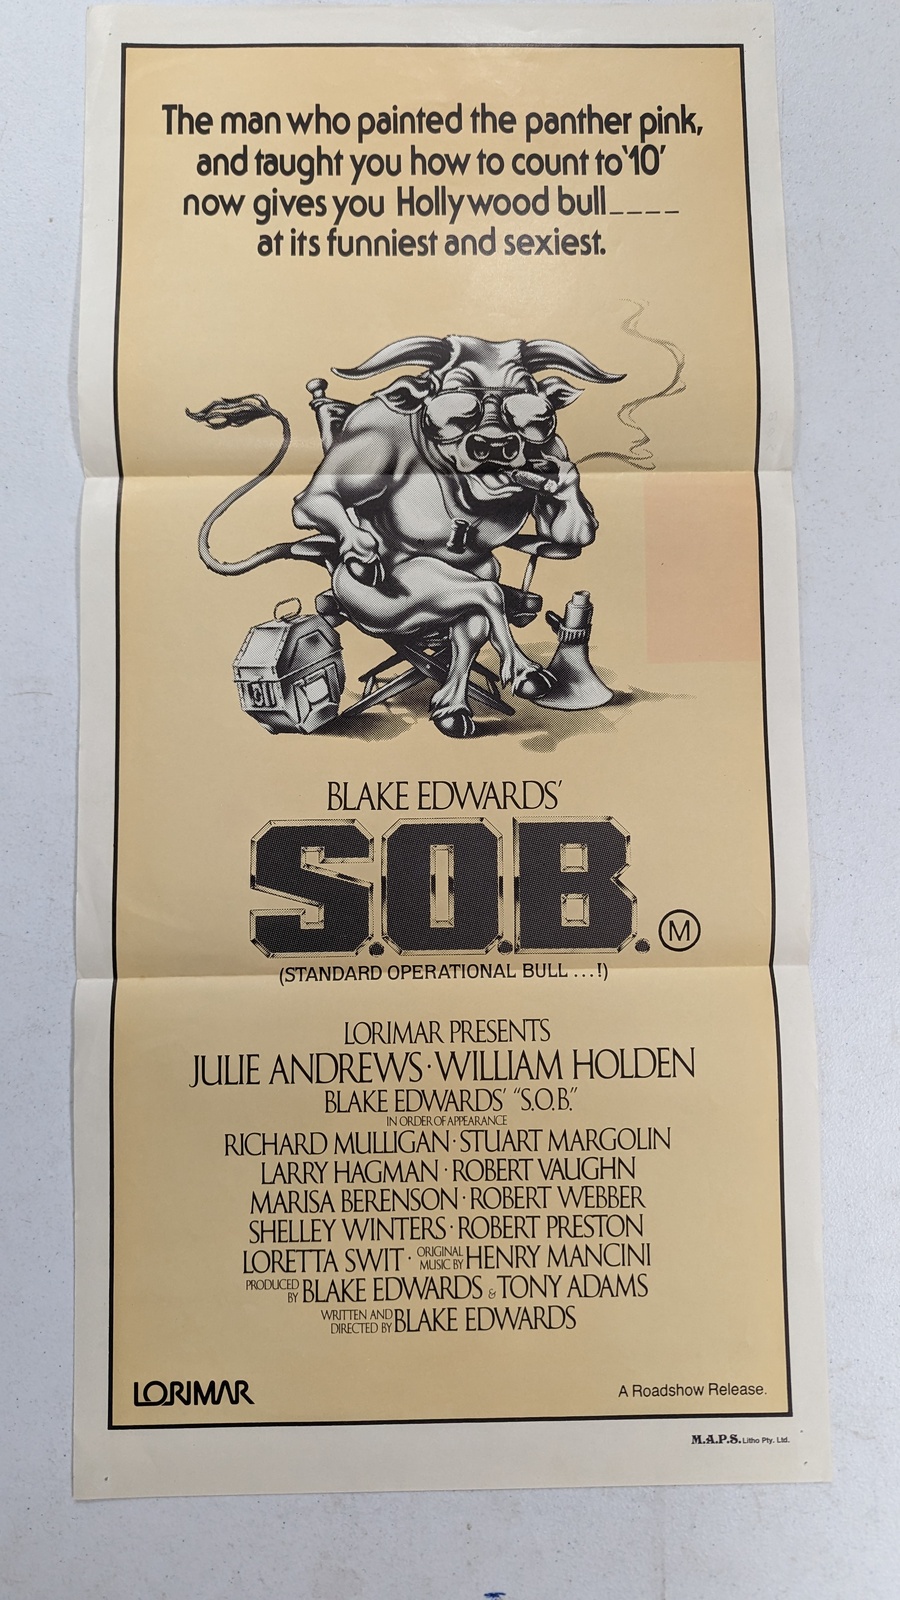 The man who painted the panther pink,
and taught you how to count to '10'
now gives you Hollywood bull____
at its funniest and sexiest.
BLAKE EDWARDS'
S.O.B.
M
(STANDARD OPERATIONAL BULL...!)
LORIMAR PRESENTS
JULIE ANDREWS · WILLIAM HOLDEN
BLAKE EDWARDS' "S.O.B."
IN ORDER OF APPEARANCE
RICHARD MULLIGAN · STUART MARGOLIN
LARRY HAGMAN · ROBERT VAUGHN
MARISA BERENSON · ROBERT WEBBER
SHELLEY WINTERS · ROBERT PRESTON
LORETTA SWIT · ORIGINAL MUSIC BY HENRY MANCINI
PRODUCED BY BLAKE EDWARDS & TONY ADAMS
WRITTEN AND DIRECTED BY BLAKE EDWARDS
LORIMAR
A Roadshow Release.
M.A.P.S. Litho Pty. Ltd.